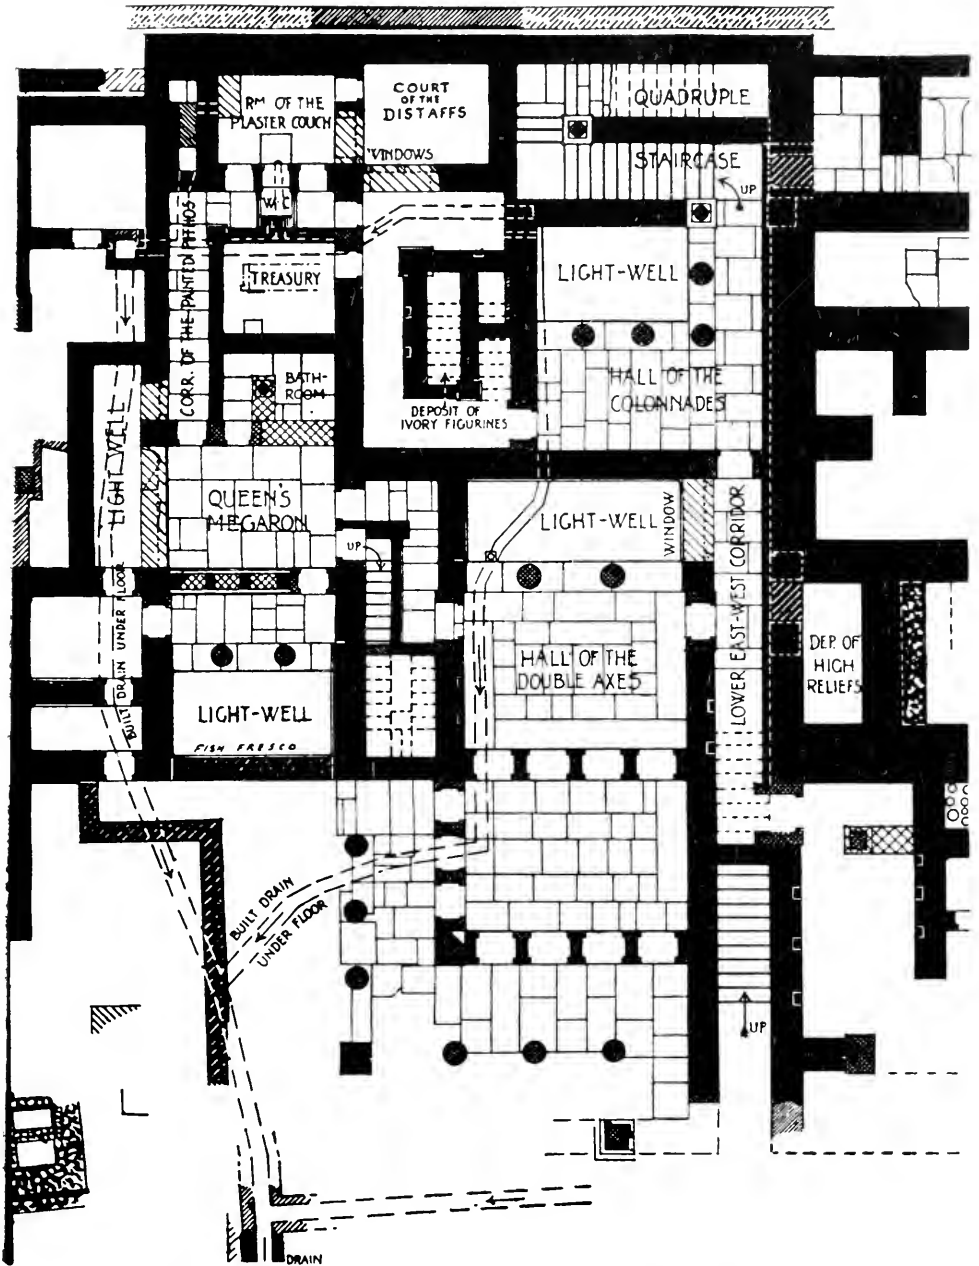 RM OF THE
PLASTER COUCH
COURT
OF THE
DISTAFFS
WINDOWS
QUADRUPLE
STAIRCASE
UP
W.C
CORR. OF THE PAINTED PITHOS
TREASURY
LIGHT-WELL
HALL OF THE
COLONNADES
BATH-
ROOM
DEPOSIT OF
IVORY FIGURINES
LIGHT WELL
QUEEN'S
MEGARON
UP
LIGHT-WELL
WINDOW
LOWER EAST-WEST CORRIDOR
BUILT DRAIN UNDER FLOOR
HALL OF THE
DOUBLE AXES
DEP. OF
HIGH
RELIEFS
LIGHT-WELL
FISH FRESCO
BUILT DRAIN
UNDER FLOOR
UP
DRAIN